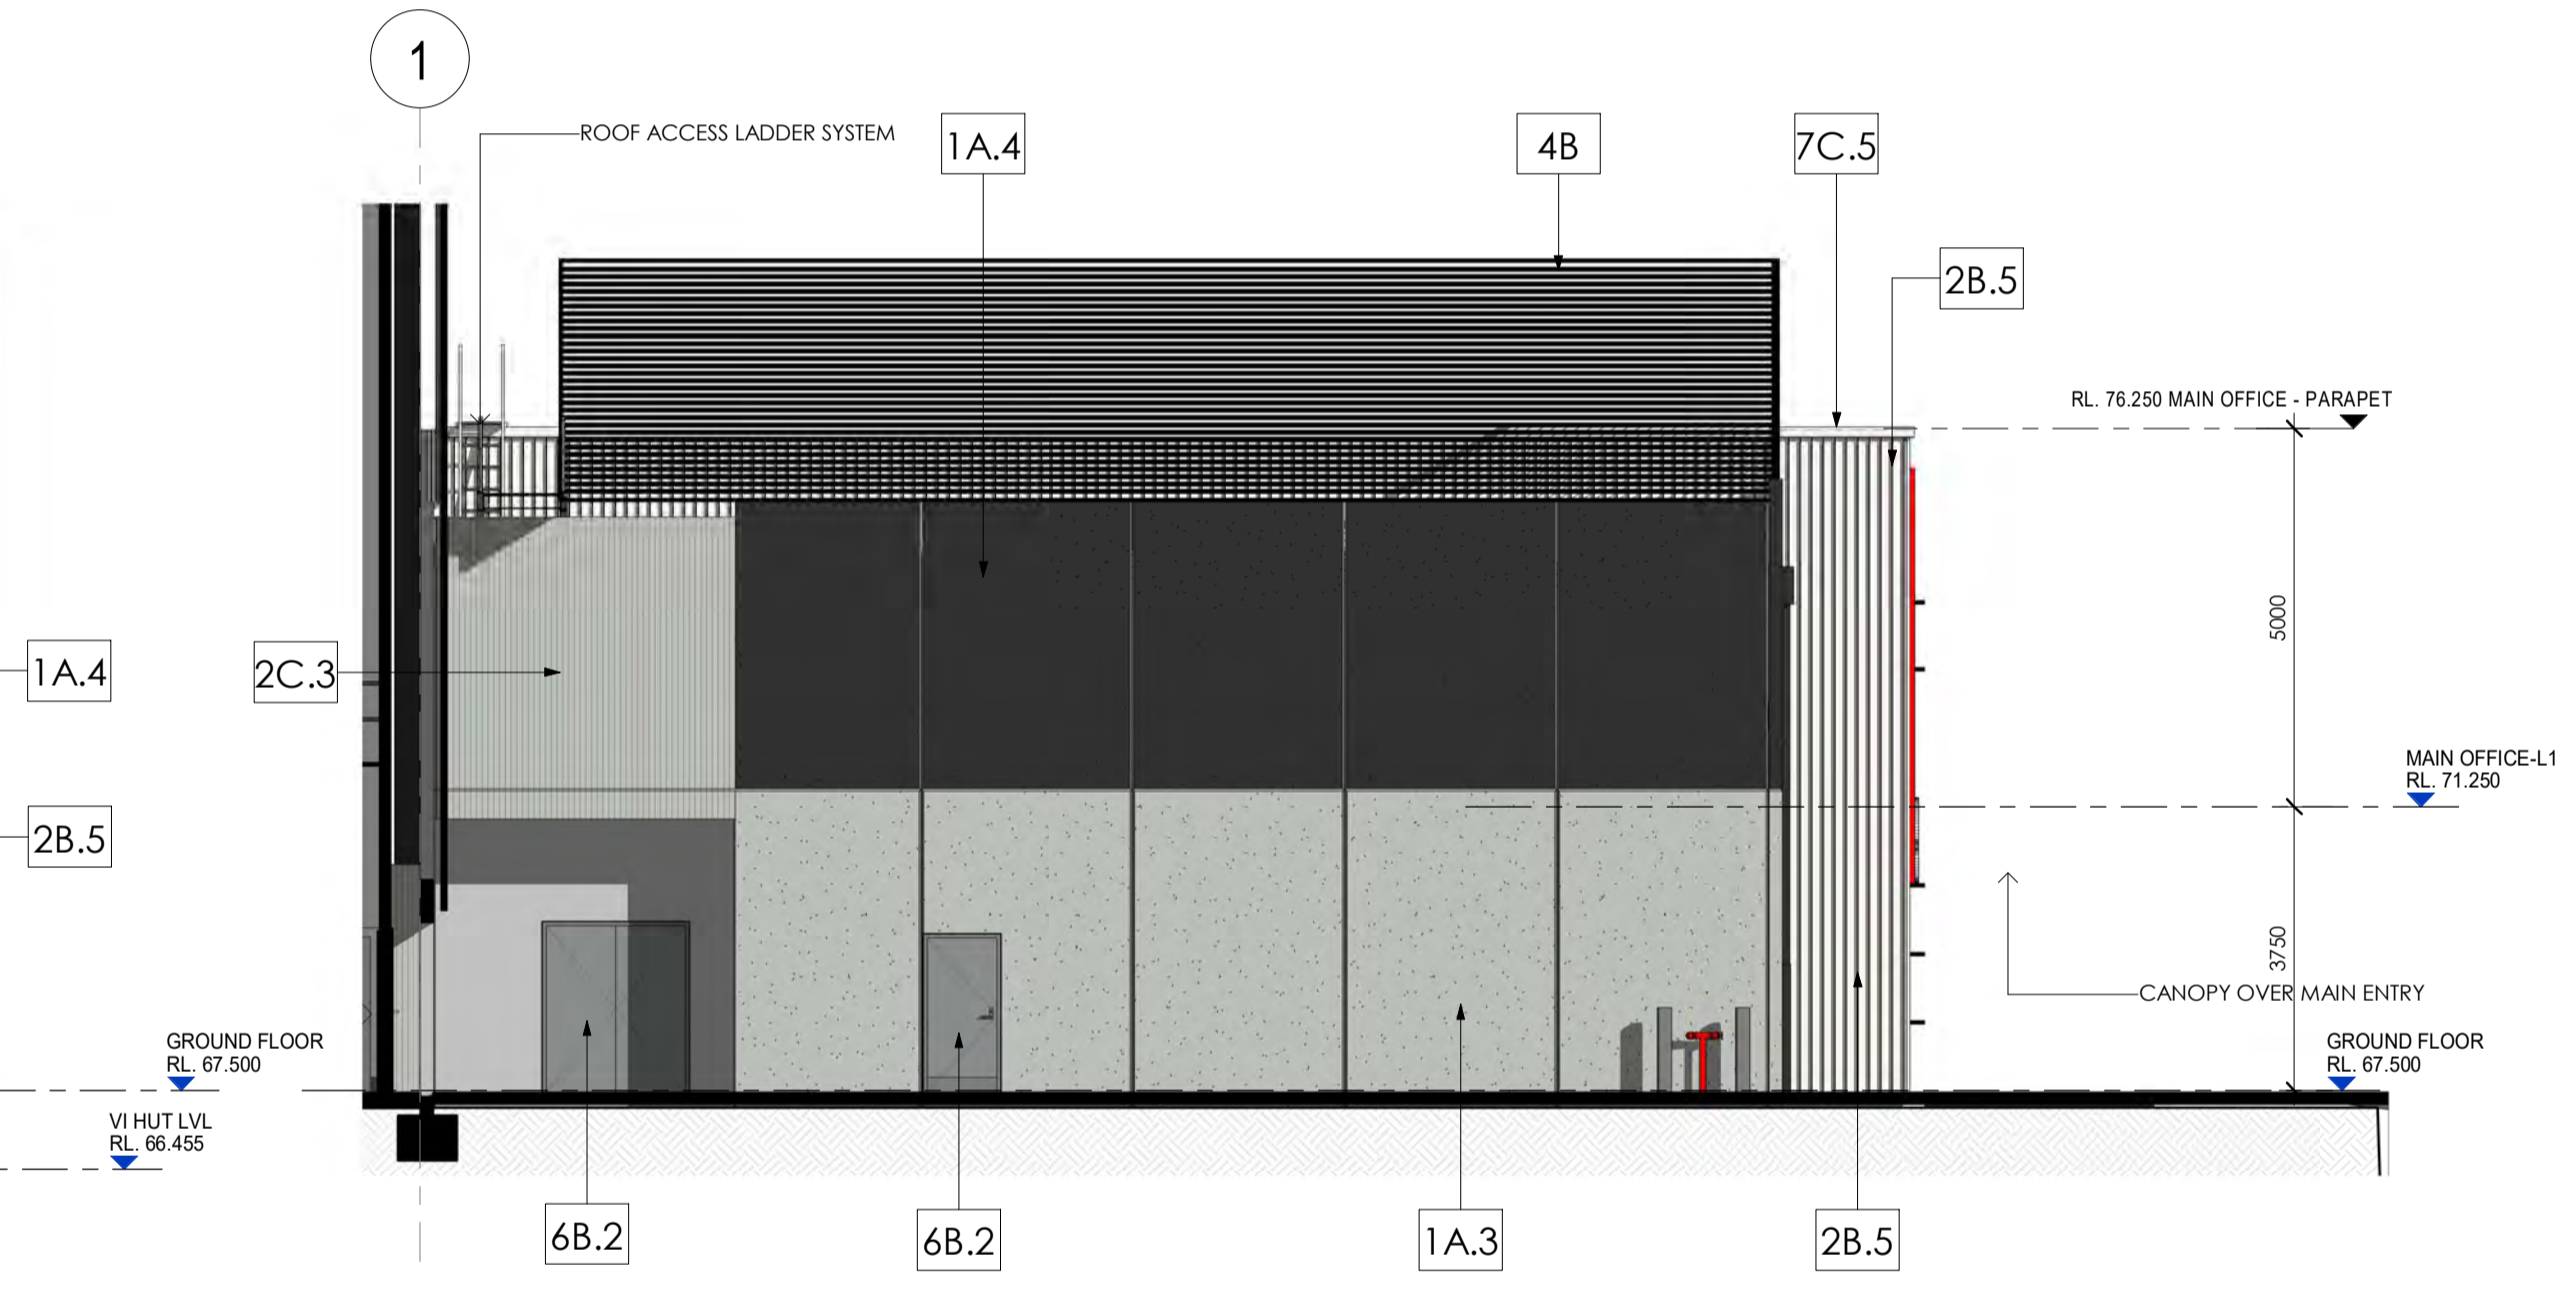 1
ROOF ACCESS LADDER SYSTEM
1A.4
4B
7C.5
2B.5
RL. 76.250 MAIN OFFICE - PARAPET
5000
1A.4
2C.3
MAIN OFFICE-L1
RL. 71.250
2B.5
3750
CANOPY OVER MAIN ENTRY
GROUND FLOOR
RL. 67.500
GROUND FLOOR
RL. 67.500
VI HUT LVL
RL. 66.455
6B.2
6B.2
1A.3
2B.5